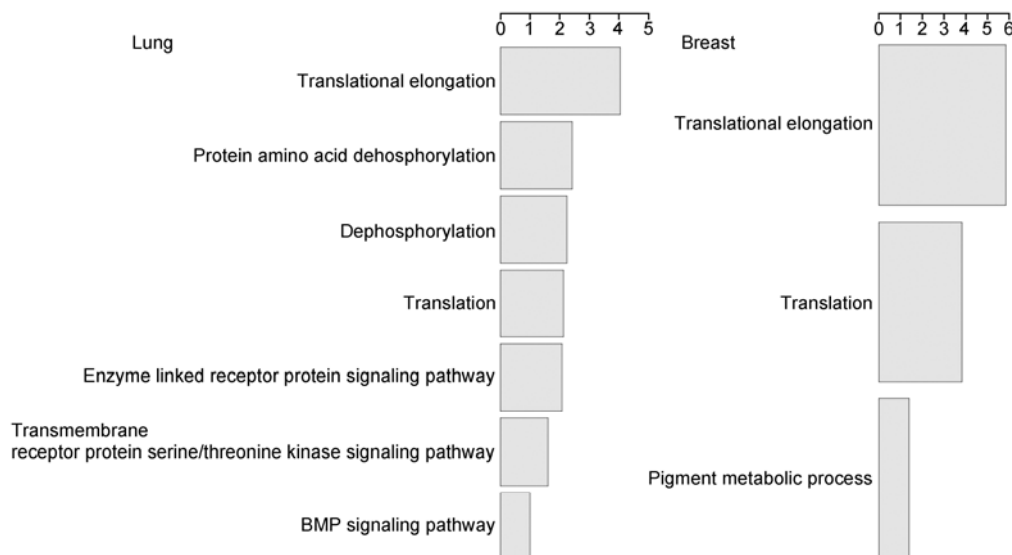 Lung
0 1 2 3 4 5
Translational elongation
Protein amino acid dehosphorylation
Dephosphorylation
Translation
Enzyme linked receptor protein signaling pathway
Transmembrane
receptor protein serine/threonine kinase signaling pathway
BMP signaling pathway
Breast
0 1 2 3 4 5 6
Translational elongation
Translation
Pigment metabolic process